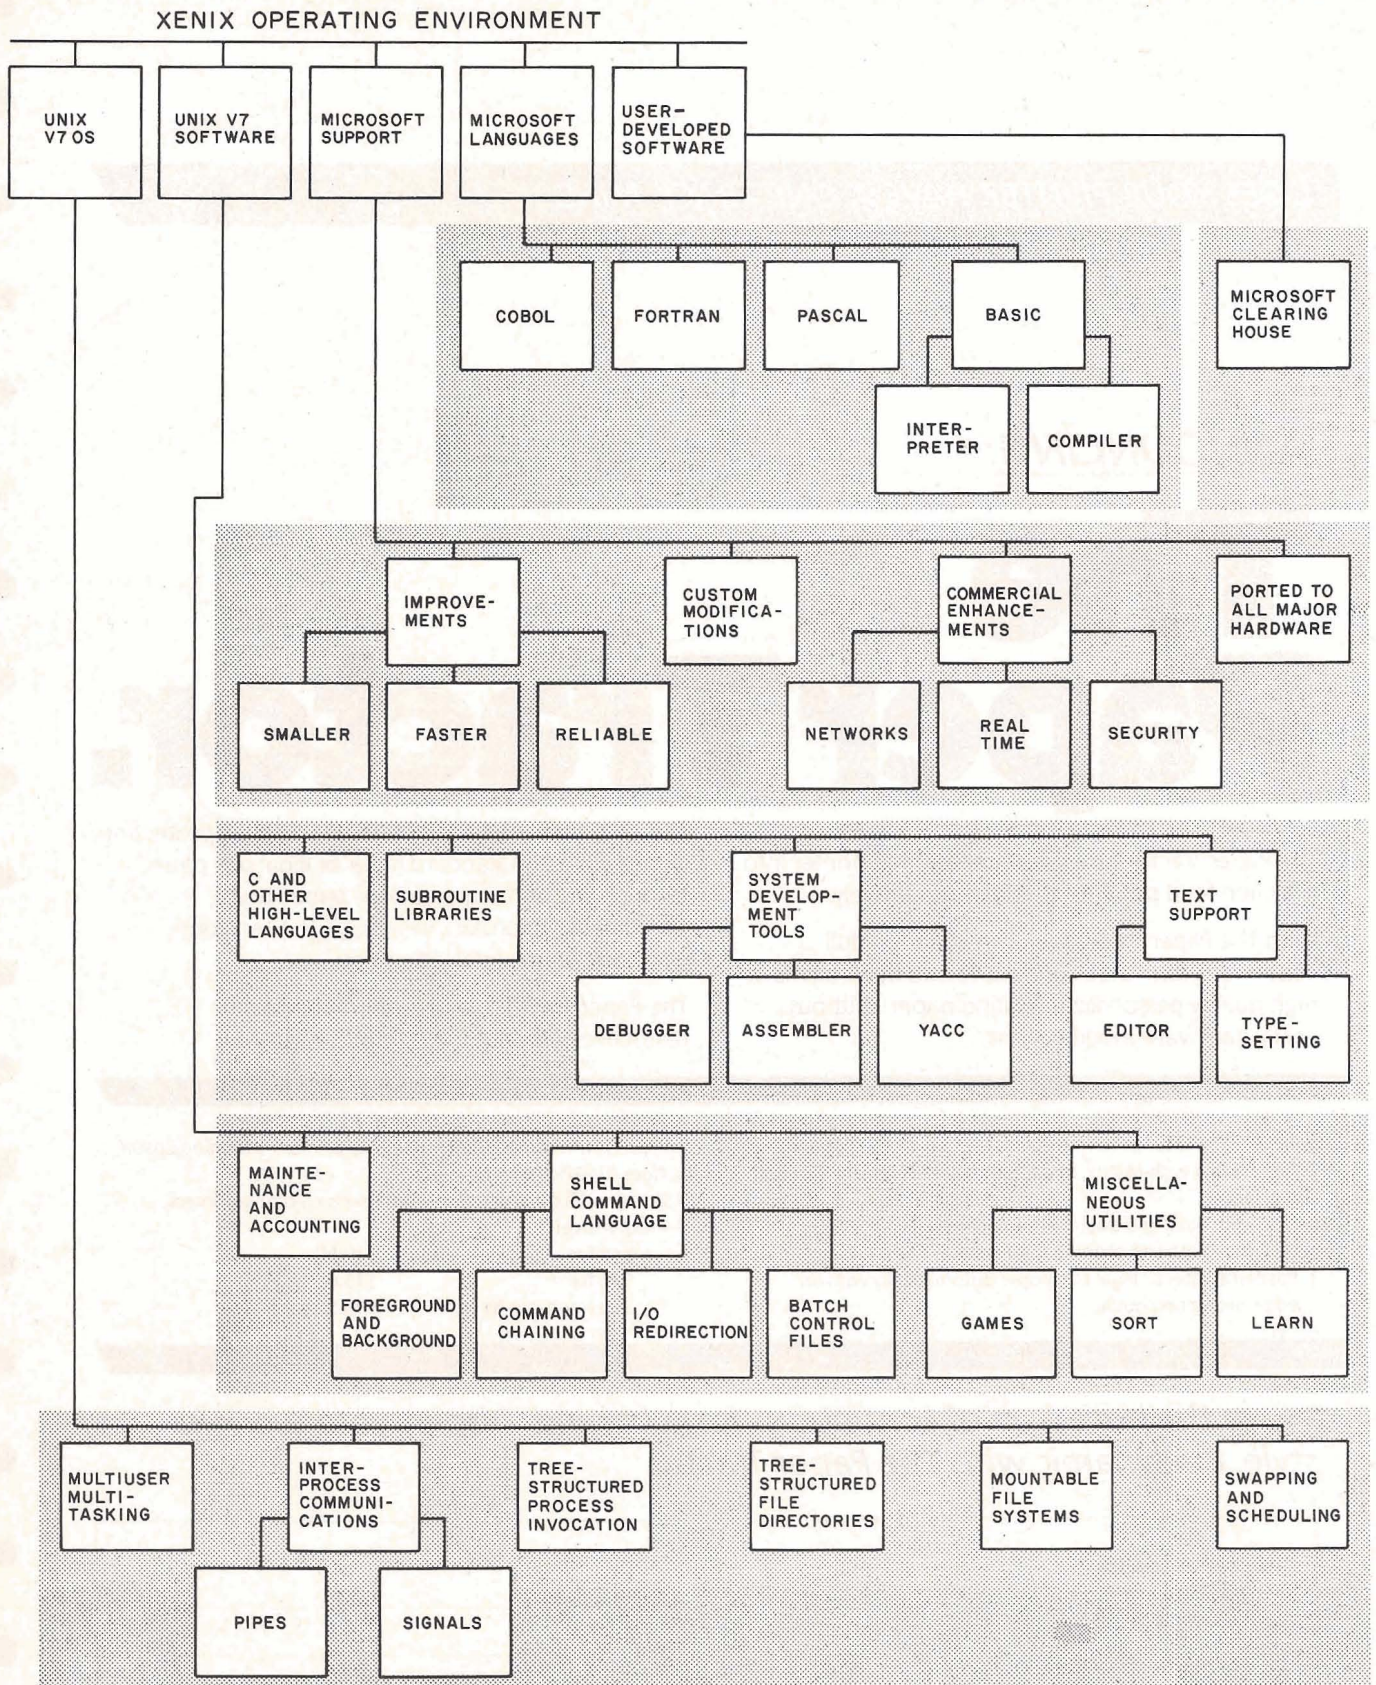 XENIX OPERATING ENVIRONMENT
UNIX
V7 OS
UNIX V7
SOFTWARE
MICROSOFT
SUPPORT
MICROSOFT
LANGUAGES
USER-
DEVELOPED
SOFTWARE
COBOL
FORTRAN
PASCAL
BASIC
MICROSOFT
CLEARING
HOUSE
INTER-
PRETER
COMPILER
IMPROVE-
MENTS
CUSTOM
MODIFICA-
TIONS
COMMERCIAL
ENHANCE-
MENTS
PORTED TO
ALL MAJOR
HARDWARE
SMALLER
FASTER
RELIABLE
NETWORKS
REAL
TIME
SECURITY
C AND
OTHER
HIGH-LEVEL
LANGUAGES
SUBROUTINE
LIBRARIES
SYSTEM
DEVELOP-
MENT
TOOLS
TEXT
SUPPORT
DEBUGGER
ASSEMBLER
YACC
EDITOR
TYPE-
SETTING
MAINTE-
NANCE
AND
ACCOUNTING
SHELL
COMMAND
LANGUAGE
MISCELLA-
NEOUS
UTILITIES
FOREGROUND
AND
BACKGROUND
COMMAND
CHAINING
I/O
REDIRECTION
BATCH
CONTROL
FILES
GAMES
SORT
LEARN
MULTIUSER
MULTI-
TASKING
INTER-
PROCESS
COMMUNI-
CATIONS
TREE-
STRUCTURED
PROCESS
INVOCATION
TREE-
STRUCTURED
FILE
DIRECTORIES
MOUNTABLE
FILE
SYSTEMS
SWAPPING
AND
SCHEDULING
PIPES
SIGNALS